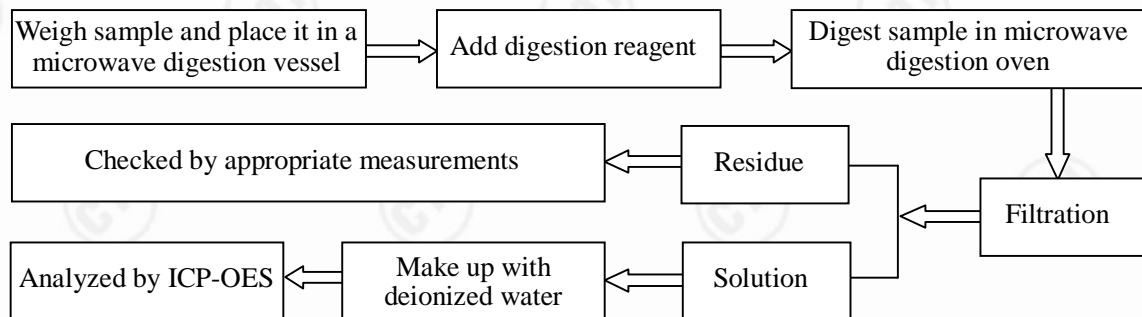 Weigh sample and place it in a
microwave digestion vessel
Add digestion reagent
Digest sample in microwave
digestion oven
Checked by appropriate measurements
Residue
Filtration
Analyzed by ICP-OES
Make up with
deionized water
Solution